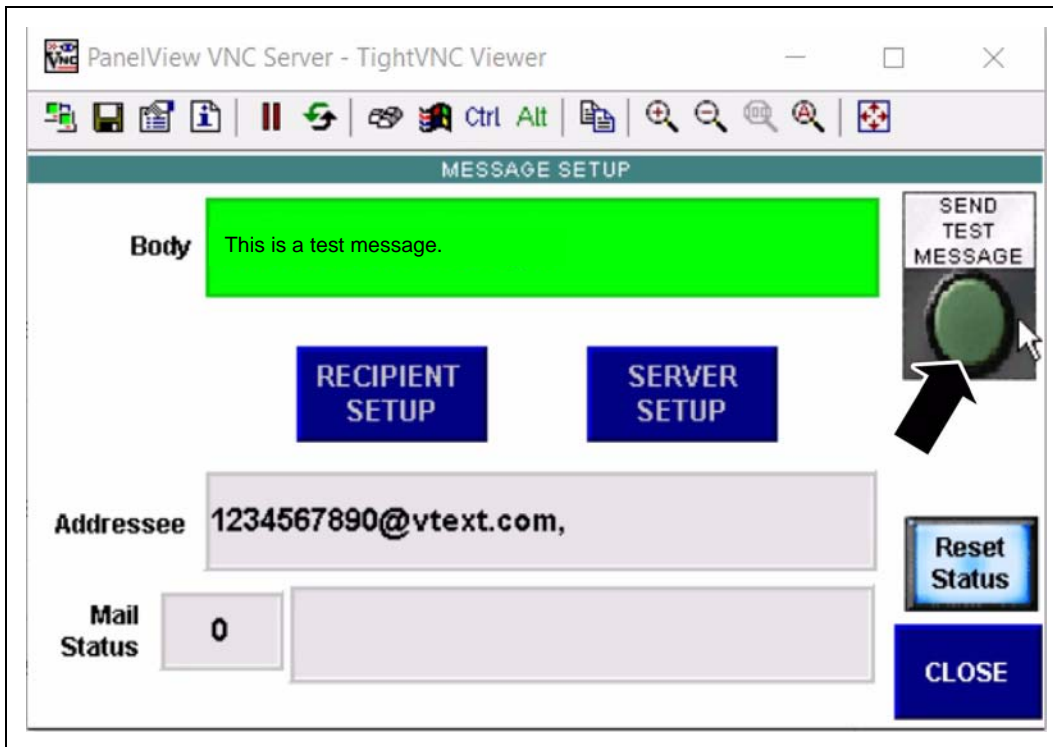 PanelView VNC Server - TightVNC Viewer
Ctrl Alt
MESSAGE SETUP
Body
This is a test message.
SEND
TEST
MESSAGE
RECIPIENT
SETUP
SERVER
SETUP
Addressee
1234567890@vtext.com,
Reset
Status
Mail
Status
0
CLOSE